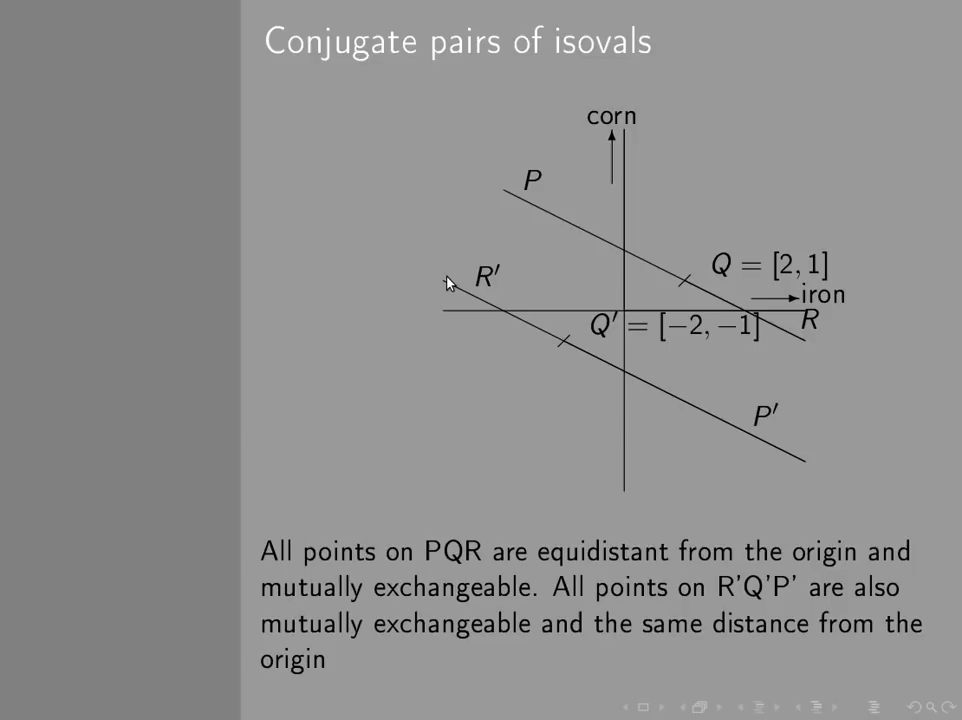 Conjugate pairs of isovals
corn
P
Q = [2, 1]
R′
iron
Q′ = [−2, −1]
R
P′
All points on PQR are equidistant from the origin and
mutually exchangeable. All points on R'Q'P' are also
mutually exchangeable and the same distance from the
origin